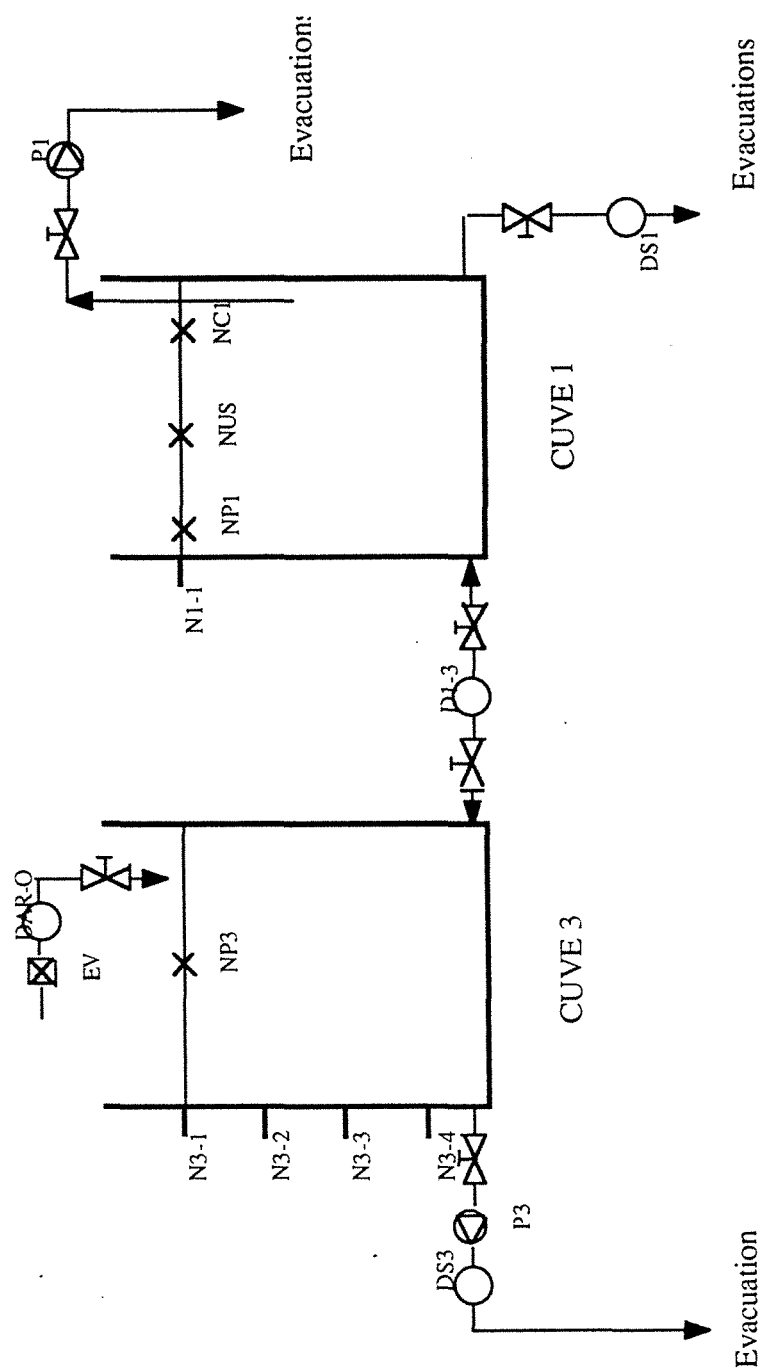 DAR-O
P1
EV
N3-1
N1-1
NP3
NP1
NUS
NC1
N3-2
Evacuations
N3-3
DS3
N3-4
D1-3
P3
CUVE 3
CUVE 1
DS1
Evacuation
Evacuations